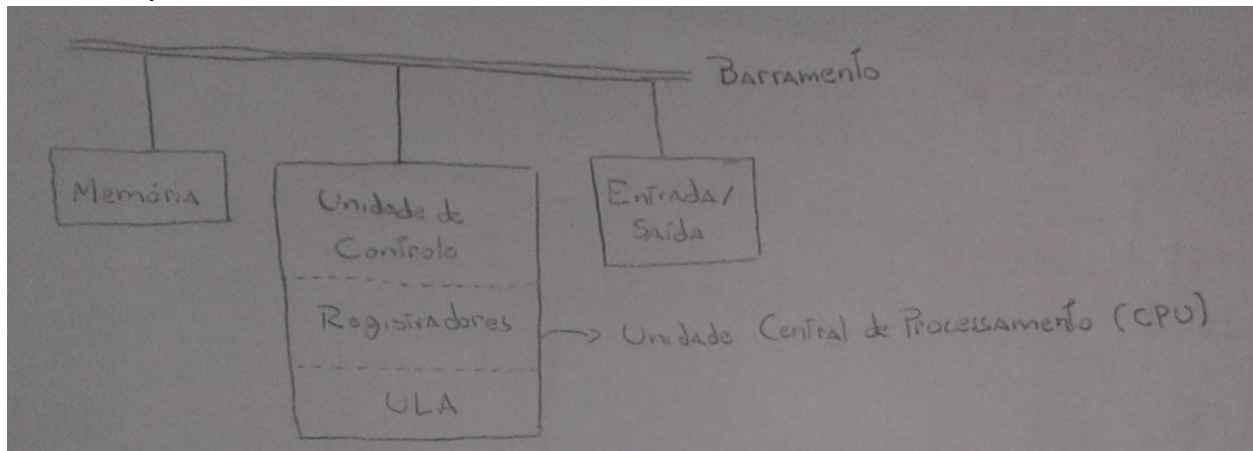 Barramento
Memória
Unidade de
Controle
Registradores
ULA
Entrada/
Saída
Unidade Central de Processamento (CPU)